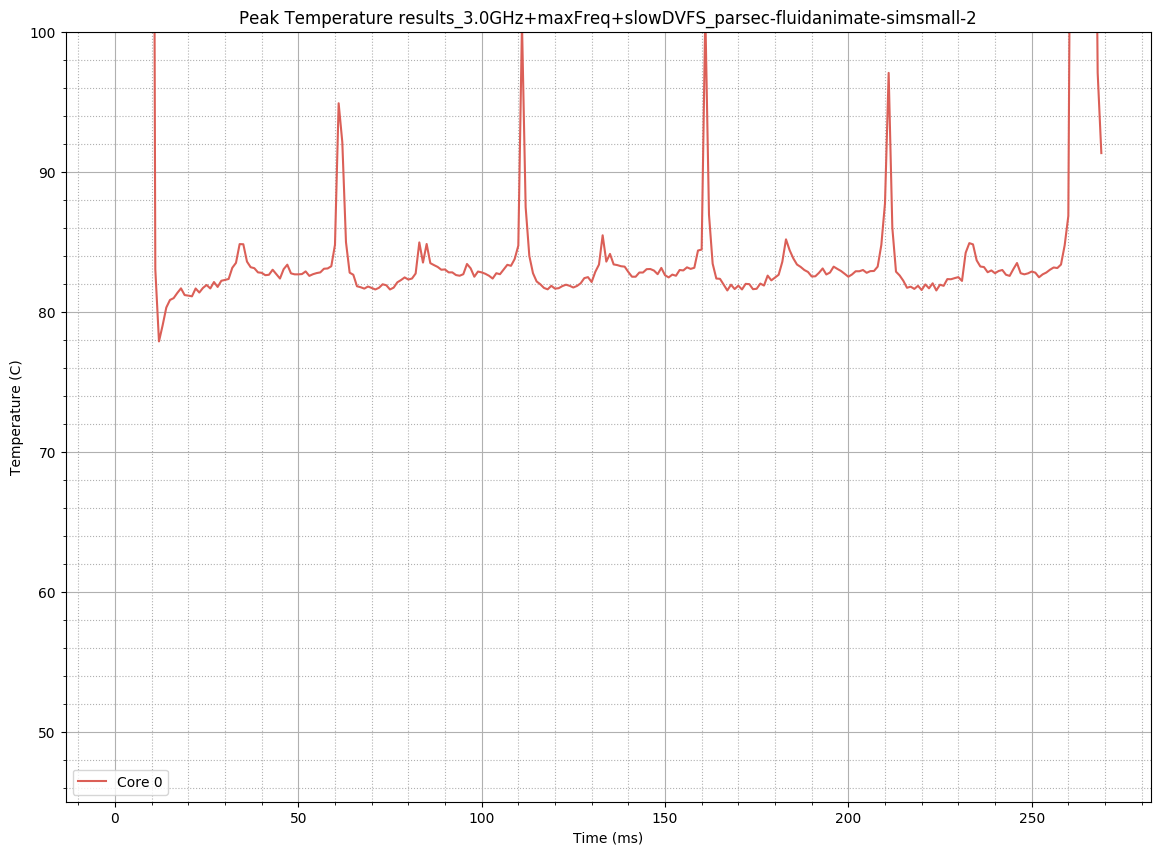 Peak Temperature results_3.0GHz+maxFreq+slowDVFS_parsec-fluidanimate-simsmall-2
100
90
80
70
60
50
Temperature (C)
Core 0
0 50 100 150 200 250
Time (ms)